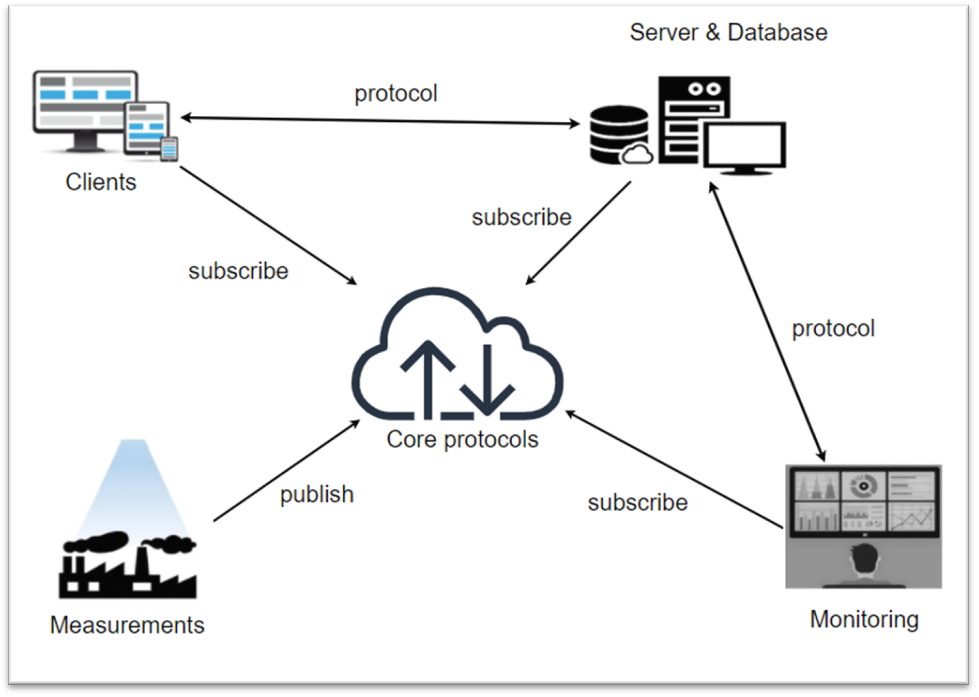 Server & Database
protocol
Clients
subscribe
subscribe
protocol
Core protocols
publish
subscribe
Measurements
Monitoring